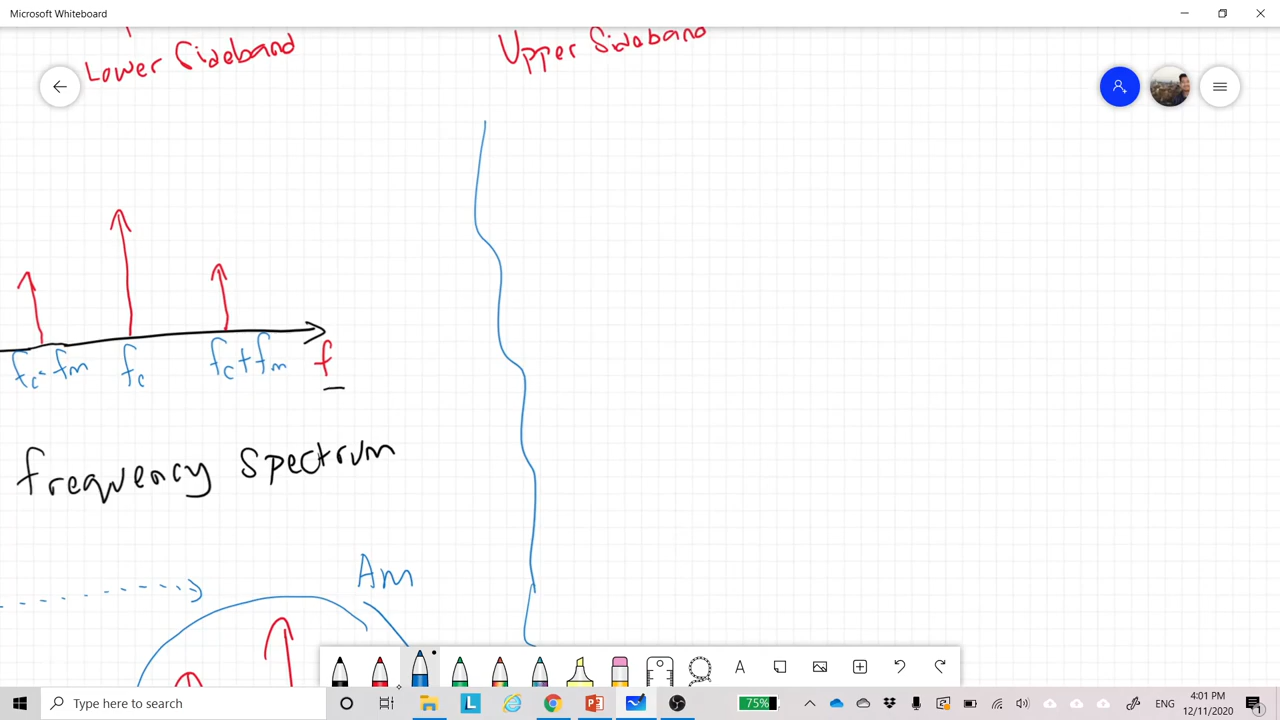 Microsoft Whiteboard
Lower Sideband
Upper Sideband
fc-fm
fc
fc+fm
f
frequency spectrum
Am
A
Type here to search
L
75%
ENG
4:01 PM
12/11/2020
1